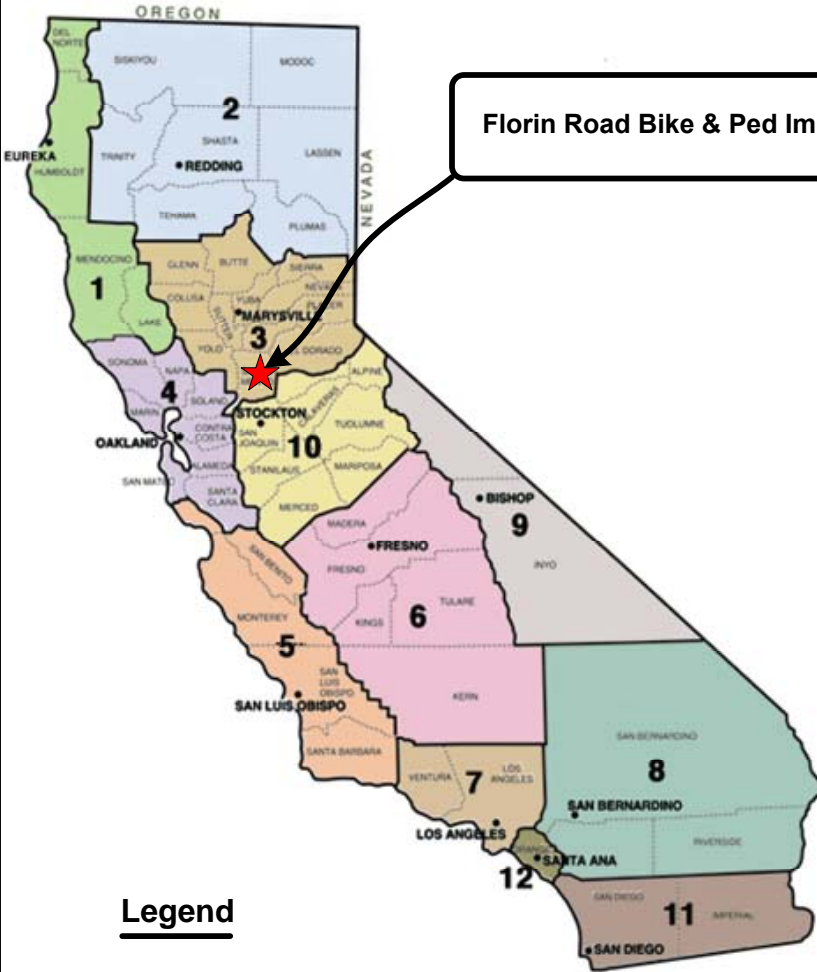 OREGON
DEL
NORTE
SISKIYOU
MODOC
2
EUREKA
HUMBOLDT
TRINITY
SHASTA
REDDING
LASSEN
NEVADA
TEHAMA
PLUMAS
Florin Road Bike & Ped Im
MENDOCINO
1
LAKE
GLENN
BUTTE
SIERRA
COLUSA
YUBA
NEVADA
PLACER
SUTTER
MARYSVILLE
3
YOLO
EL DORADO
SONOMA
NAPA
4
SOLANO
MARIN
CONTRA
COSTA
OAKLAND
ALAMEDA
SAN MATEO
SANTA
CLARA
ALPINE
STOCKTON
CALAVERAS
SAN
JOAQUIN
10
TUOLUMNE
STANILAUS
MARIPOSA
MERCED
BISHOP
9
INYO
MADERA
FRESNO
FRESNO
TULARE
KINGS
6
KERN
SAN BENITO
MONTEREY
5
SAN
LUIS
OBISPO
SAN LUIS OBISPO
SANTA BARBARA
VENTURA
7
LOS
ANGELES
LOS ANGELES
SAN BERNARDINO
8
SAN BERNARDINO
RIVERSIDE
ORANGE
SANTA ANA
12
SAN DIEGO
11
IMPERIAL
SAN DIEGO
Legend